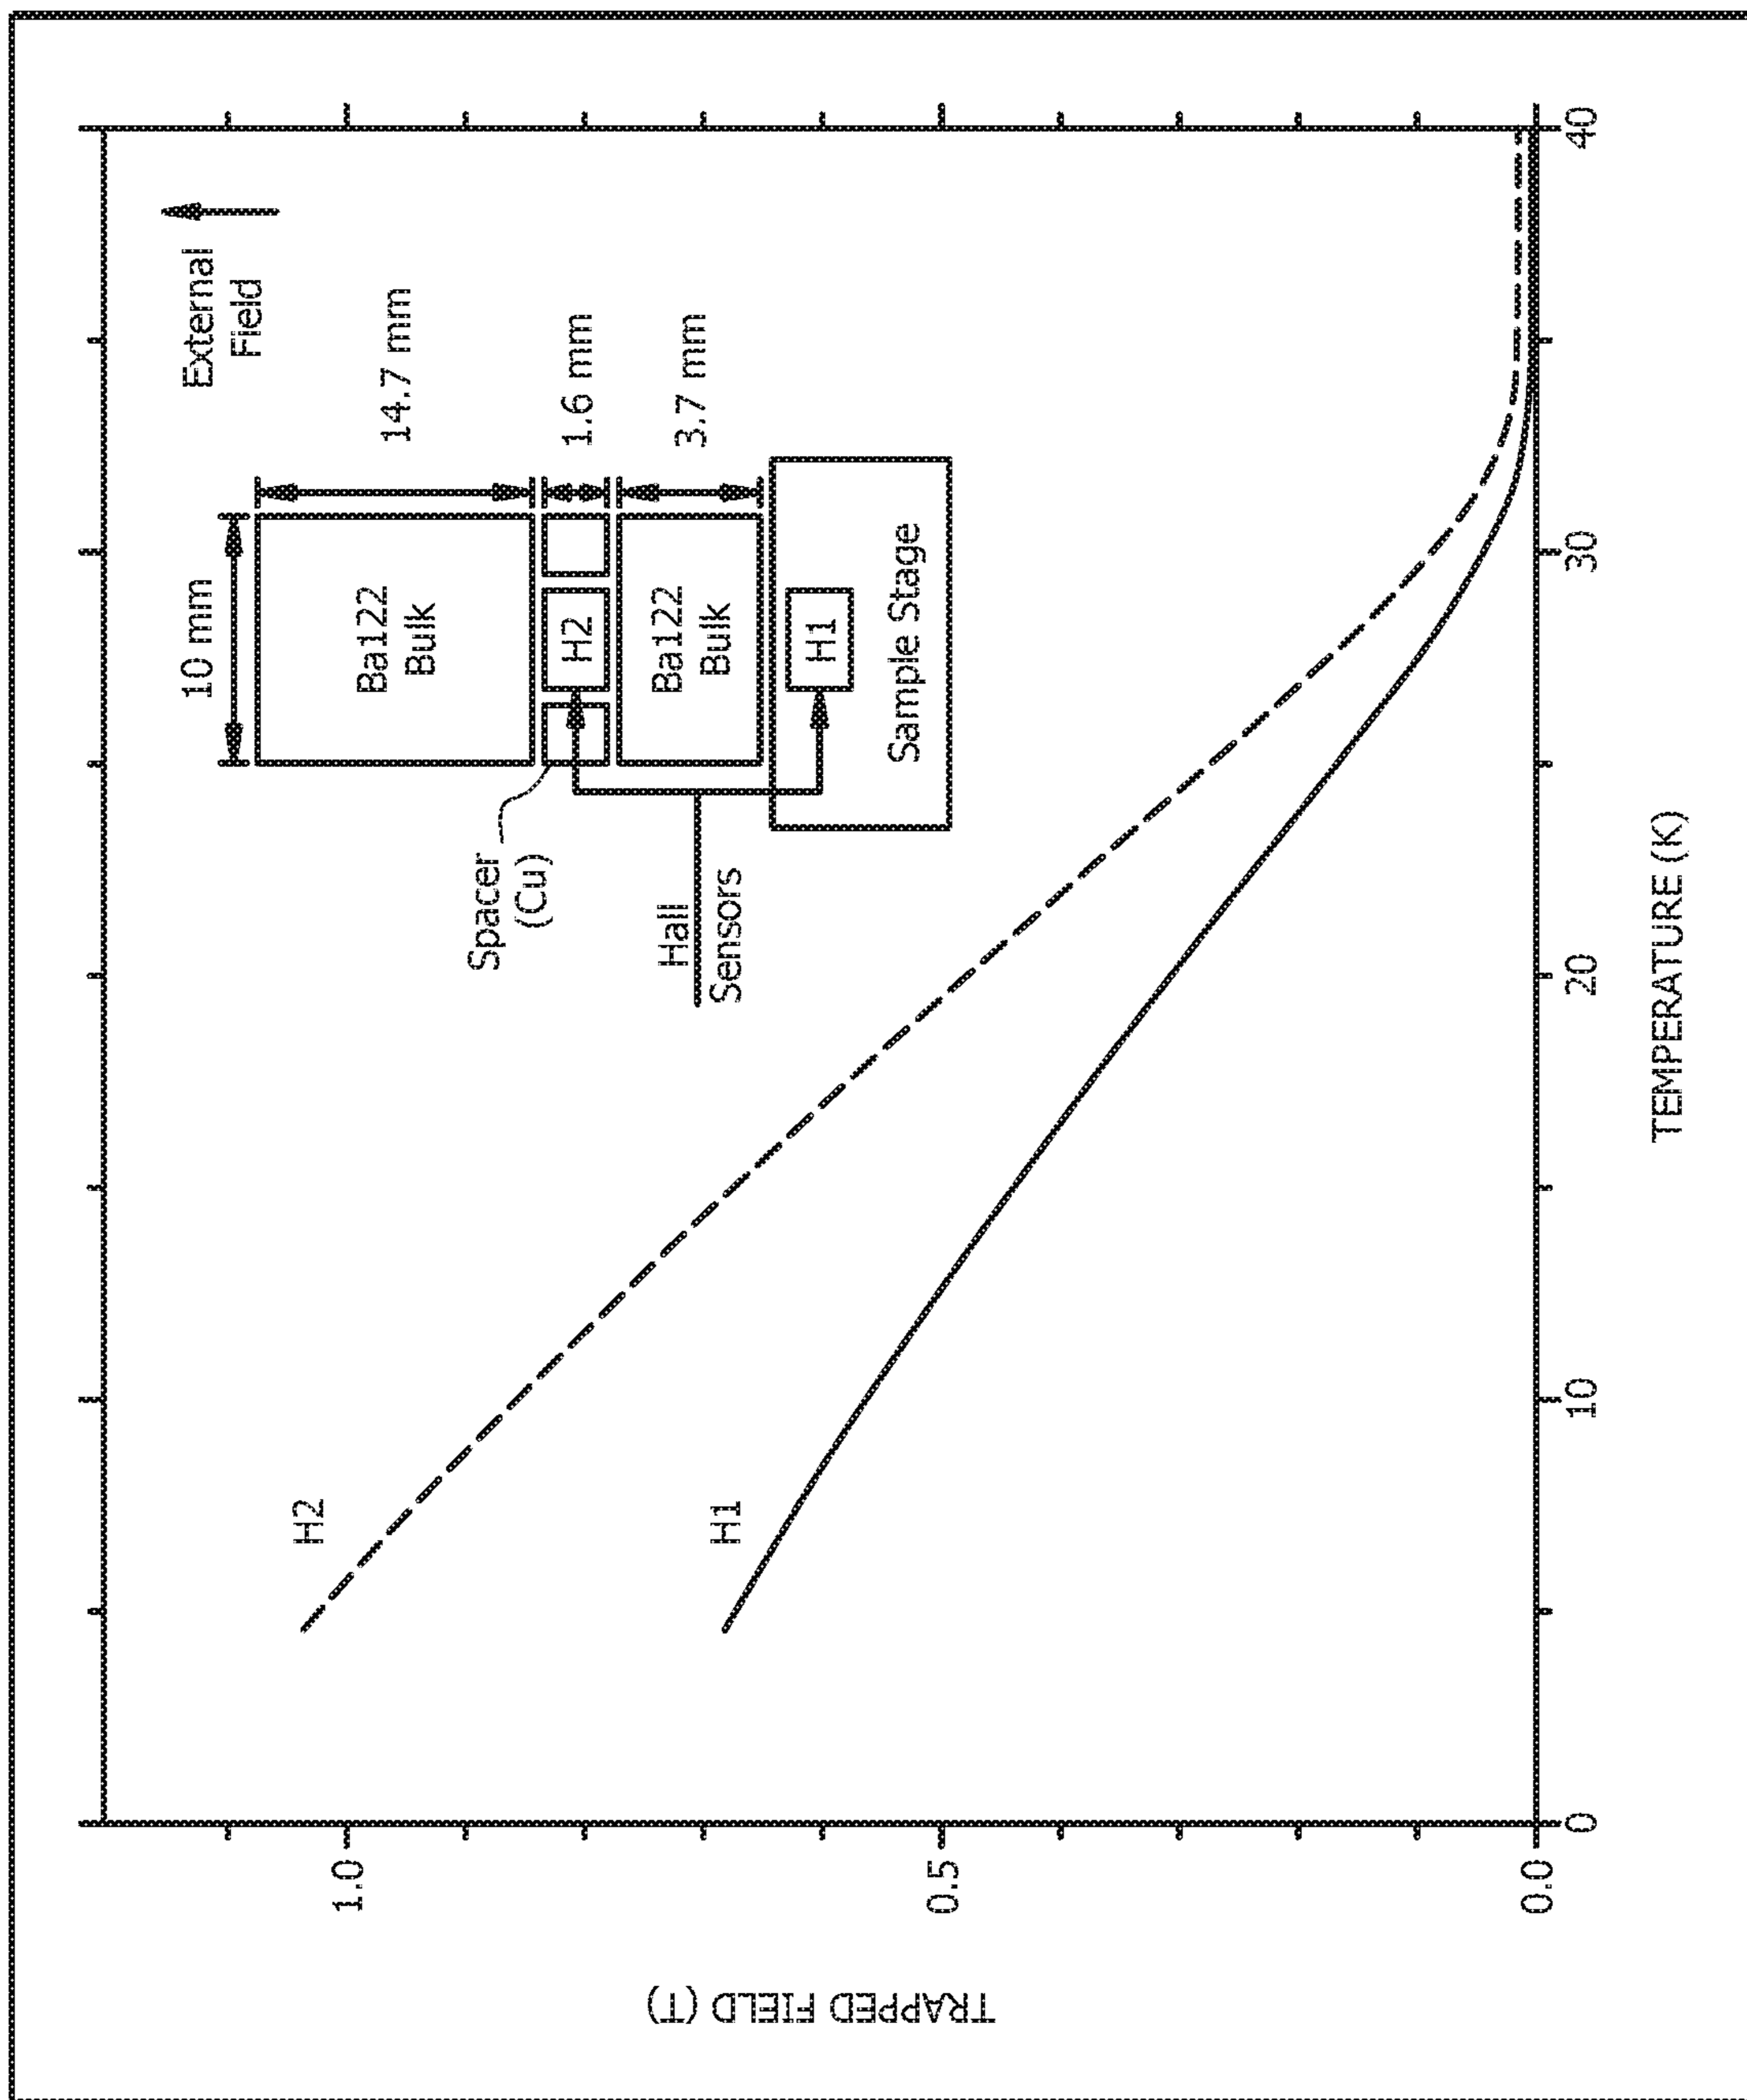 TRAPPED FIELD (T)
1.0
0.5
0.0
0
10
20
30
40
TEMPERATURE (K)
H2
H1
External
Field
10 mm
14.7 mm
1.6 mm
3.7 mm
Ba122
Bulk
H2
Ba122
Bulk
H1
Sample Stage
Spacer
(Cu)
Hall
Sensors